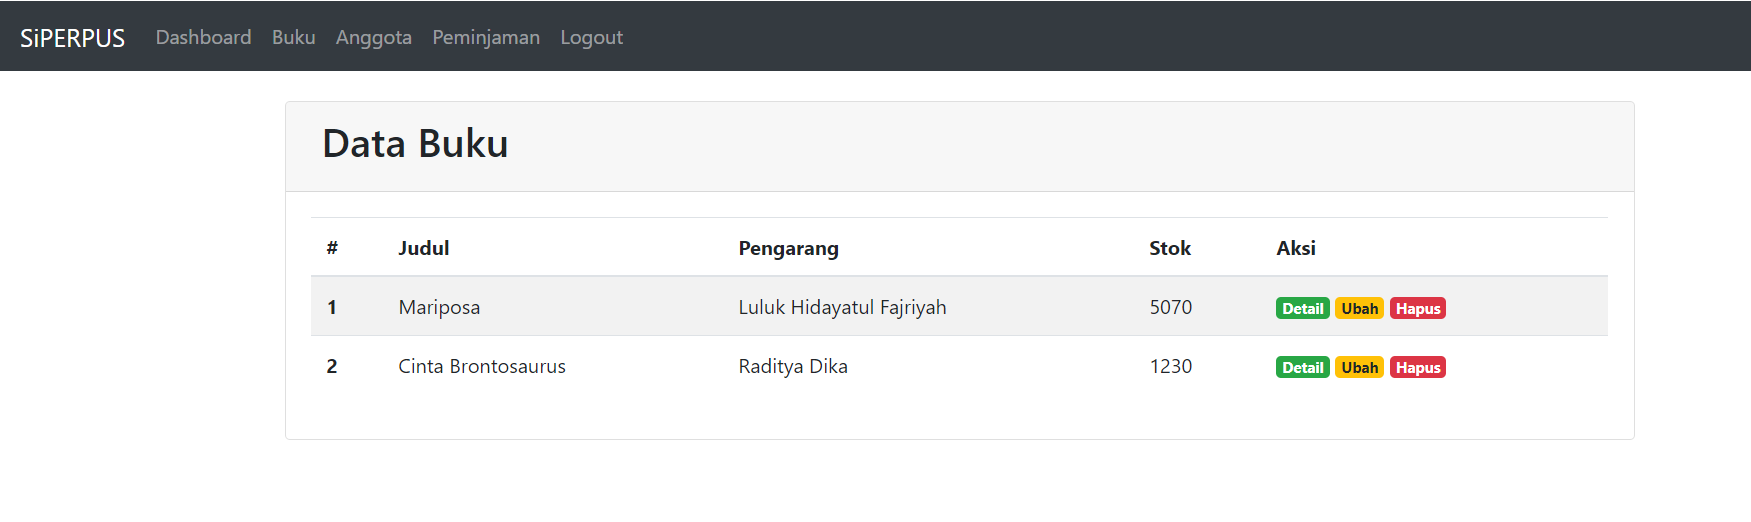 SiPERPUS Dashboard Buku Anggota Peminjaman Logout
Data Buku
# Judul Pengarang Stok Aksi
1 Mariposa Luluk Hidayatul Fajriyah 5070 Detail Ubah Hapus
2 Cinta Brontosaurus Raditya Dika 1230 Detail Ubah Hapus